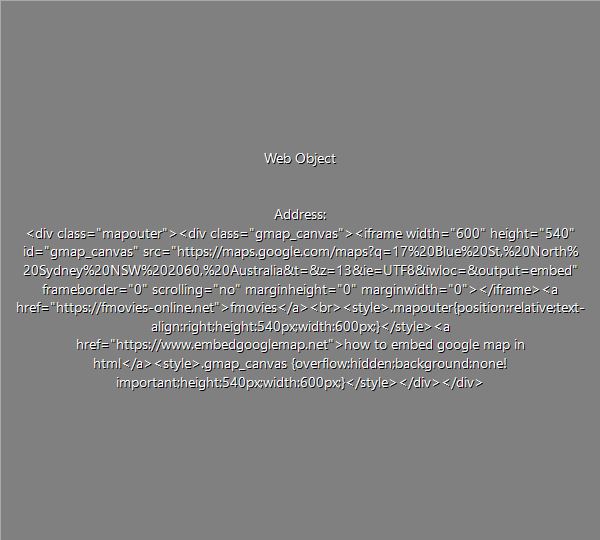 Web Object
Address:
<div class="mapouter"><div class="gmap_canvas"><iframe width="600" height="540"
id="gmap_canvas" src="https://maps.google.com/maps?q=17%20Blue%20St,%20North%
20Sydney%20NSW%202060,%20Australia&t=&z=13&ie=UTF8&iwloc=&output=embed"
frameborder="0" scrolling="no" marginheight="0" marginwidth="0"></iframe><a
href="https://fmovies-online.net">fmovies</a><br><style>.mapouter{position:relative;text-
align:right;height:540px;width:600px;}</style><a
href="https://www.embedgooglemap.net">how to embed google map in
html</a><style>.gmap_canvas {overflow:hidden;background:none!
important;height:540px;width:600px;}</style></div></div>